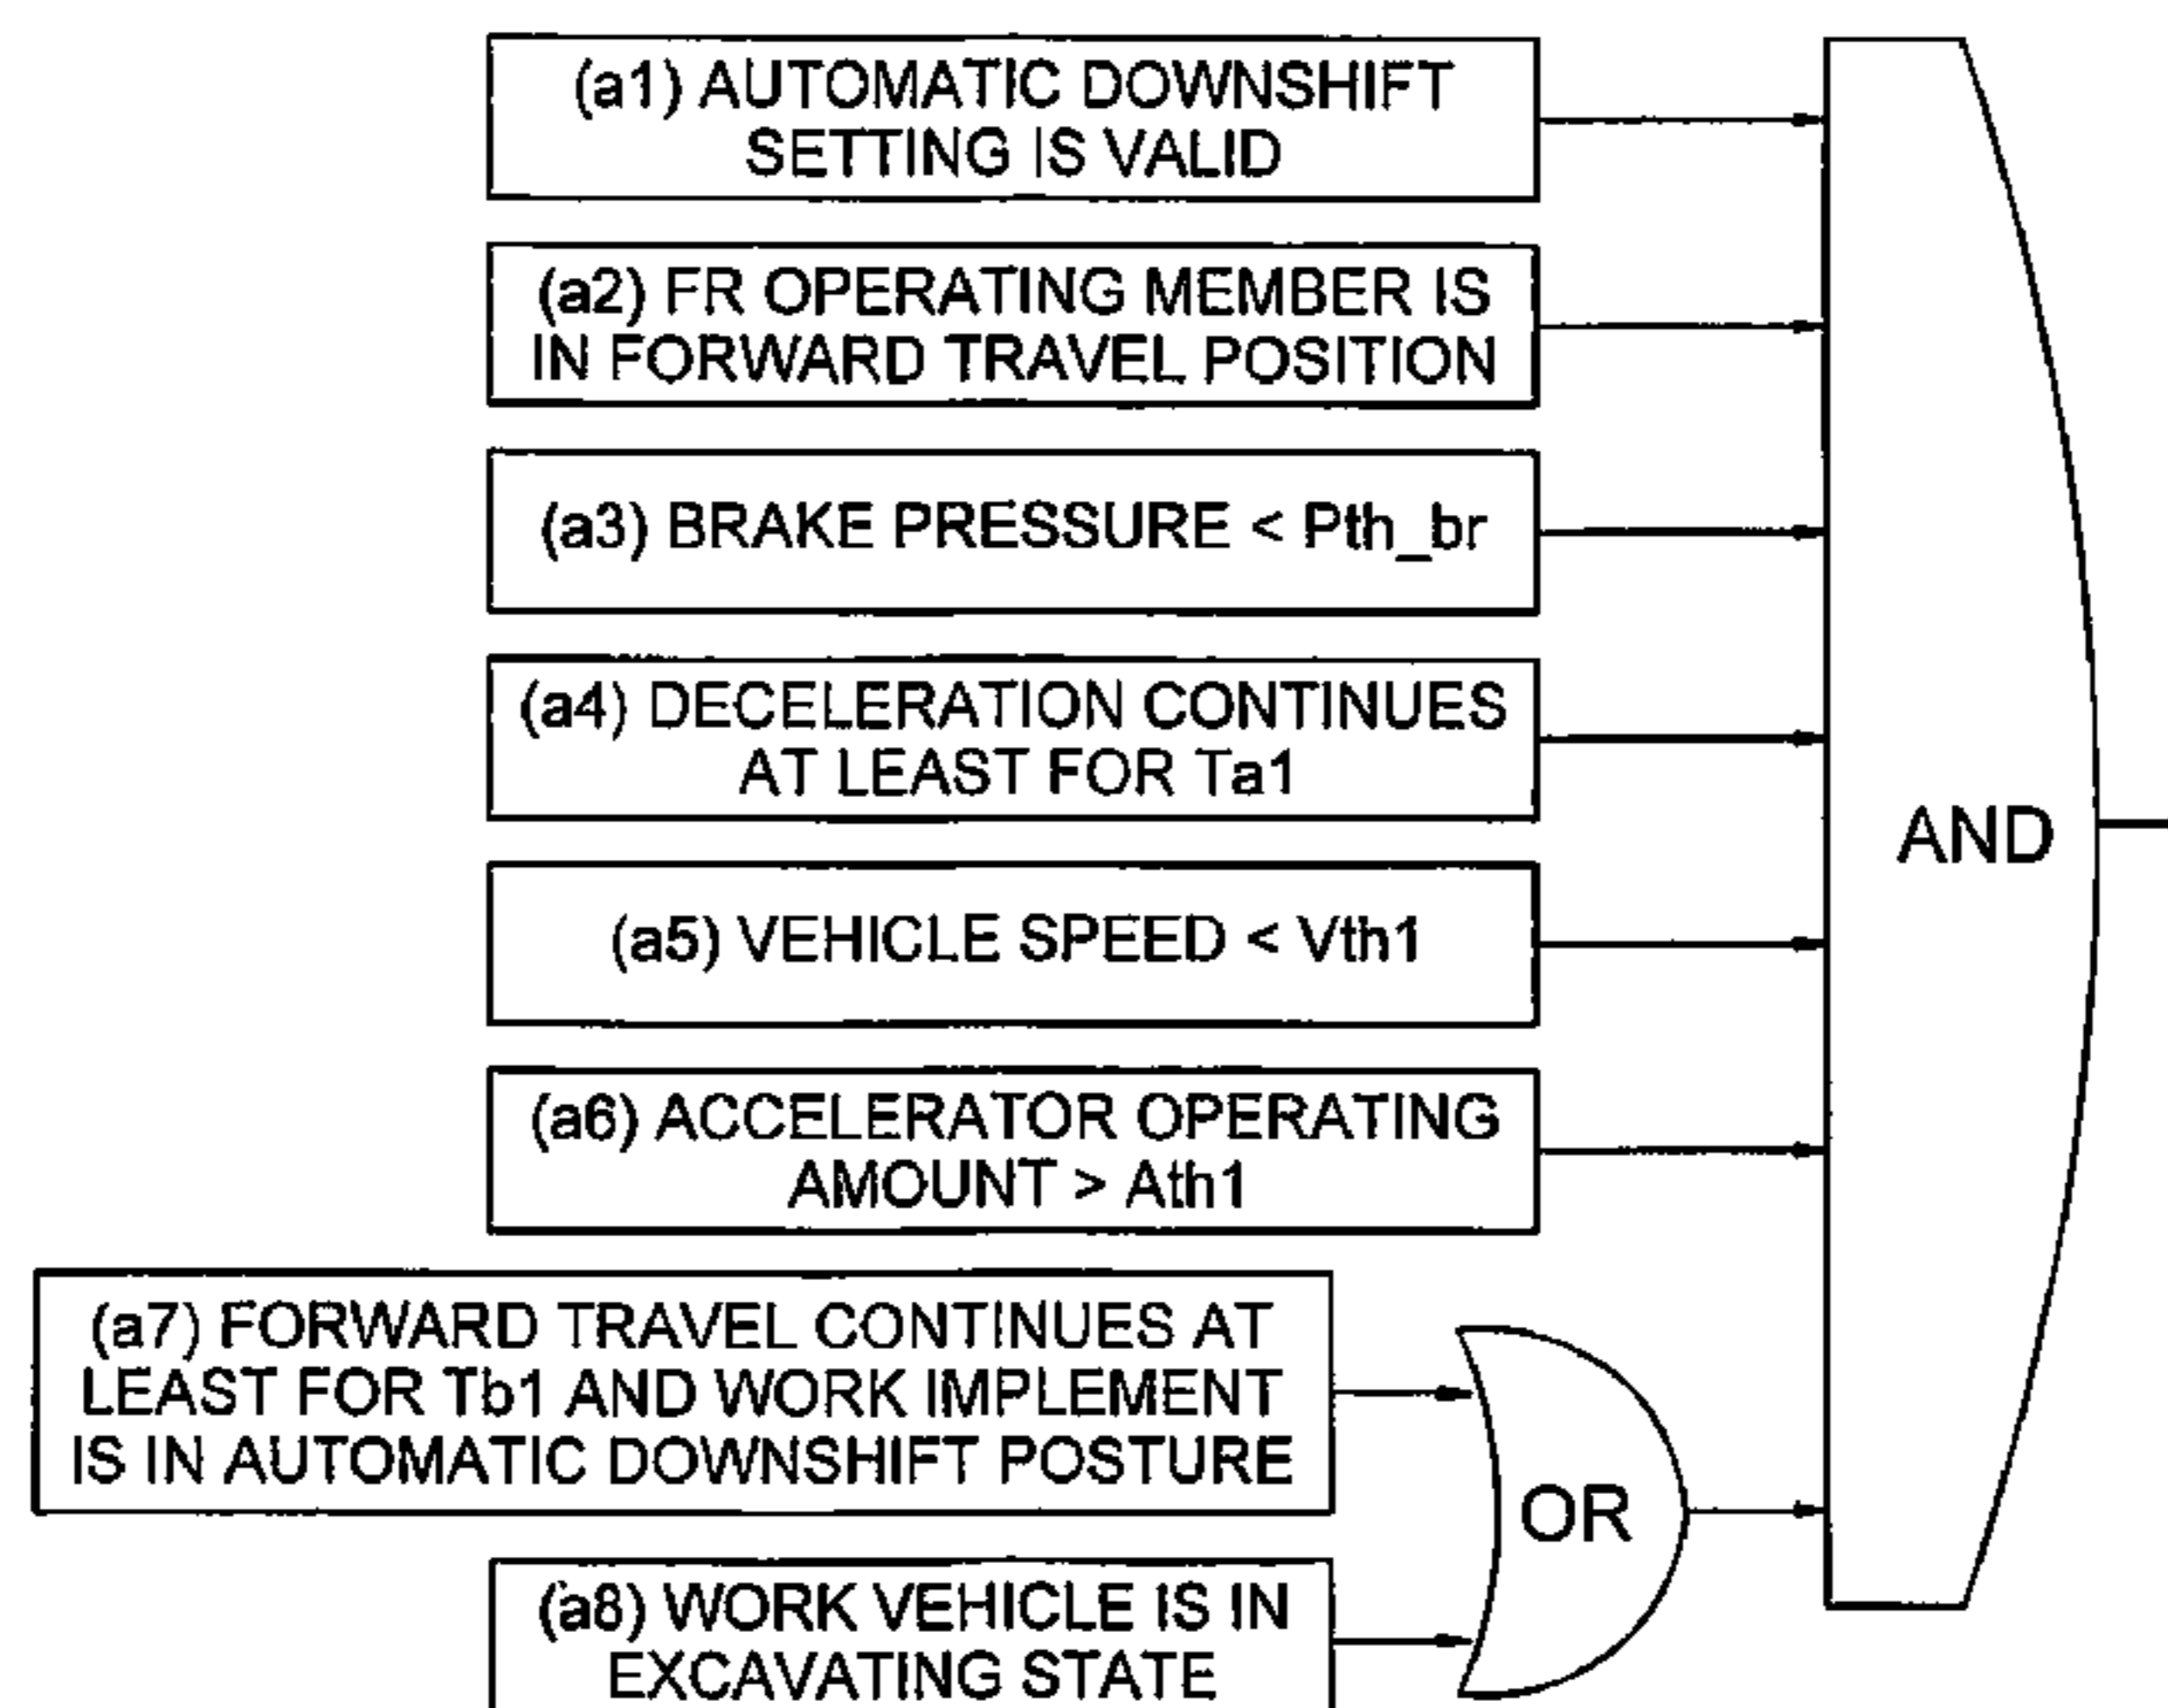 (a1) AUTOMATIC DOWNSHIFT
SETTING IS VALID
(a2) FR OPERATING MEMBER IS
IN FORWARD TRAVEL POSITION
(a3) BRAKE PRESSURE < Pth_br
(a4) DECELERATION CONTINUES
AT LEAST FOR Ta1
(a5) VEHICLE SPEED < Vth1
(a6) ACCELERATOR OPERATING
AMOUNT > Ath1
(a7) FORWARD TRAVEL CONTINUES AT
LEAST FOR Tb1 AND WORK IMPLEMENT
IS IN AUTOMATIC DOWNSHIFT POSTURE
(a8) WORK VEHICLE IS IN
EXCAVATING STATE
OR
AND